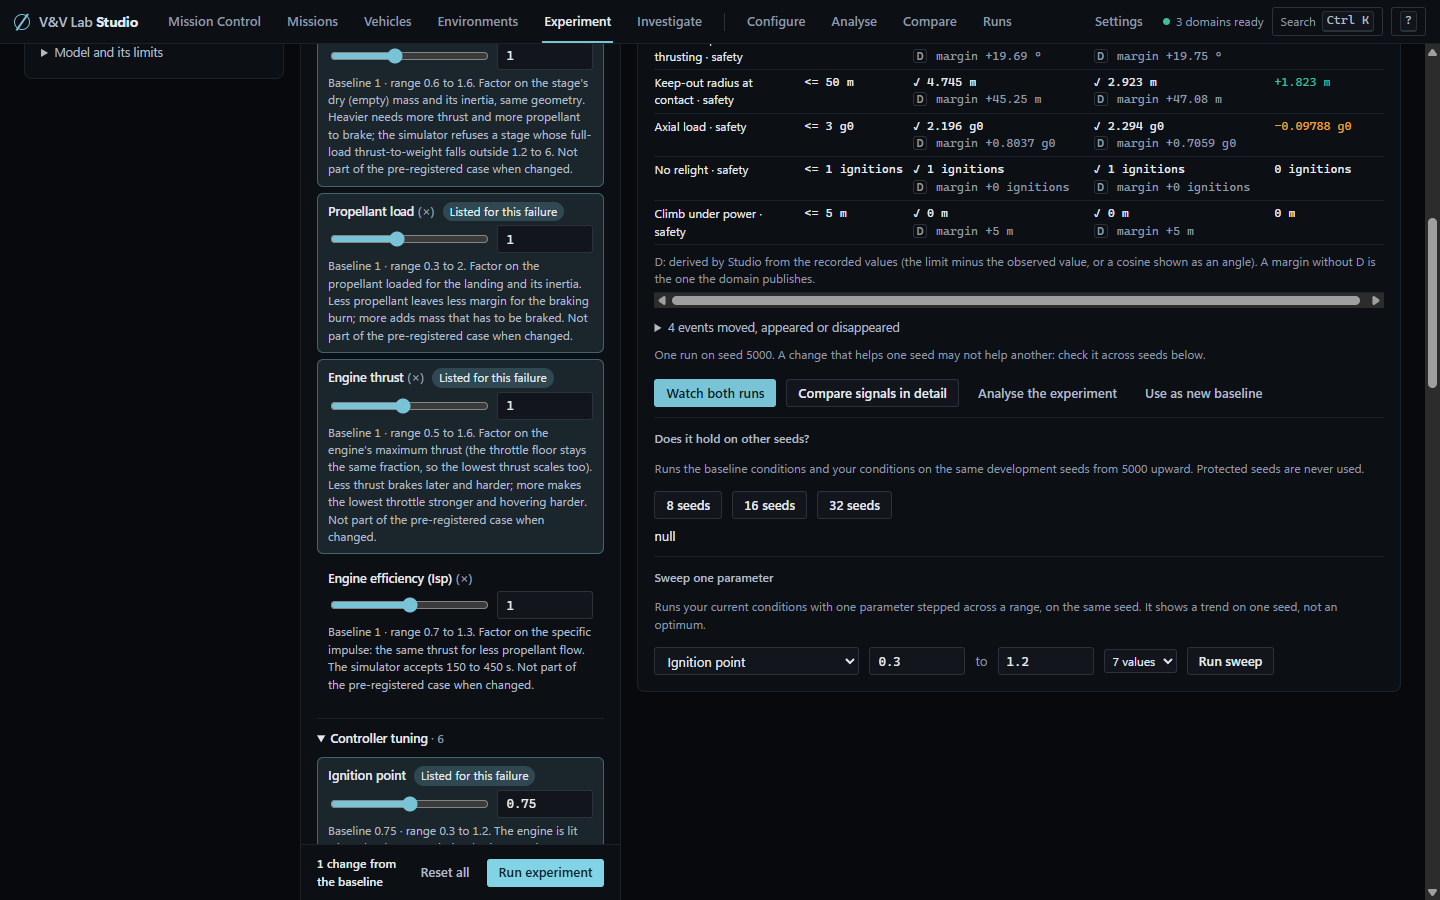 V&V Lab Studio
Mission Control
Missions
Vehicles
Environments
Experiment
Investigate
Configure
Analyse
Compare
Runs
Settings
3 domains ready
Search Ctrl K
?
Model and its limits
1
Baseline 1 · range 0.6 to 1.6. Factor on the stage's
dry (empty) mass and its inertia, same geometry.
Heavier needs more thrust and more propellant
to brake; the simulator refuses a stage whose full-
load thrust-to-weight falls outside 1.2 to 6. Not
part of the pre-registered case when changed.
Propellant load (×) Listed for this failure
1
Baseline 1 · range 0.3 to 2. Factor on the
propellant loaded for the landing and its inertia.
Less propellant leaves less margin for the braking
burn; more adds mass that has to be braked. Not
part of the pre-registered case when changed.
Engine thrust (×) Listed for this failure
1
Baseline 1 · range 0.5 to 1.6. Factor on the
engine's maximum thrust (the throttle floor stays
the same fraction, so the lowest thrust scales too).
Less thrust brakes later and harder; more makes
the lowest throttle stronger and hovering harder.
Not part of the pre-registered case when
changed.
Engine efficiency (Isp) (×)
1
Baseline 1 · range 0.7 to 1.3. Factor on the specific
impulse: the same thrust for less propellant flow.
The simulator accepts 150 to 450 s. Not part of
the pre-registered case when changed.
Controller tuning · 6
Ignition point Listed for this failure
0.75
Baseline 0.75 · range 0.3 to 1.2. The engine is lit
1 change from
the baseline
Reset all
Run experiment
thrusting · safety
D margin +19.69 °
D margin +19.75 °
Keep-out radius at
contact · safety
<= 50 m
✓ 4.745 m
D margin +45.25 m
✓ 2.923 m
D margin +47.08 m
+1.823 m
Axial load · safety
<= 3 g0
✓ 2.196 g0
D margin +0.8037 g0
✓ 2.294 g0
D margin +0.7059 g0
−0.09788 g0
No relight · safety
<= 1 ignitions
✓ 1 ignitions
D margin +0 ignitions
✓ 1 ignitions
D margin +0 ignitions
0 ignitions
Climb under power ·
safety
<= 5 m
✓ 0 m
D margin +5 m
✓ 0 m
D margin +5 m
0 m
D: derived by Studio from the recorded values (the limit minus the observed value, or a cosine shown as an angle). A margin without D is
the one the domain publishes.
4 events moved, appeared or disappeared
One run on seed 5000. A change that helps one seed may not help another: check it across seeds below.
Watch both runs
Compare signals in detail
Analyse the experiment
Use as new baseline
Does it hold on other seeds?
Runs the baseline conditions and your conditions on the same development seeds from 5000 upward. Protected seeds are never used.
8 seeds
16 seeds
32 seeds
null
Sweep one parameter
Runs your current conditions with one parameter stepped across a range, on the same seed. It shows a trend on one seed, not an
optimum.
Ignition point
0.3
to
1.2
7 values
Run sweep